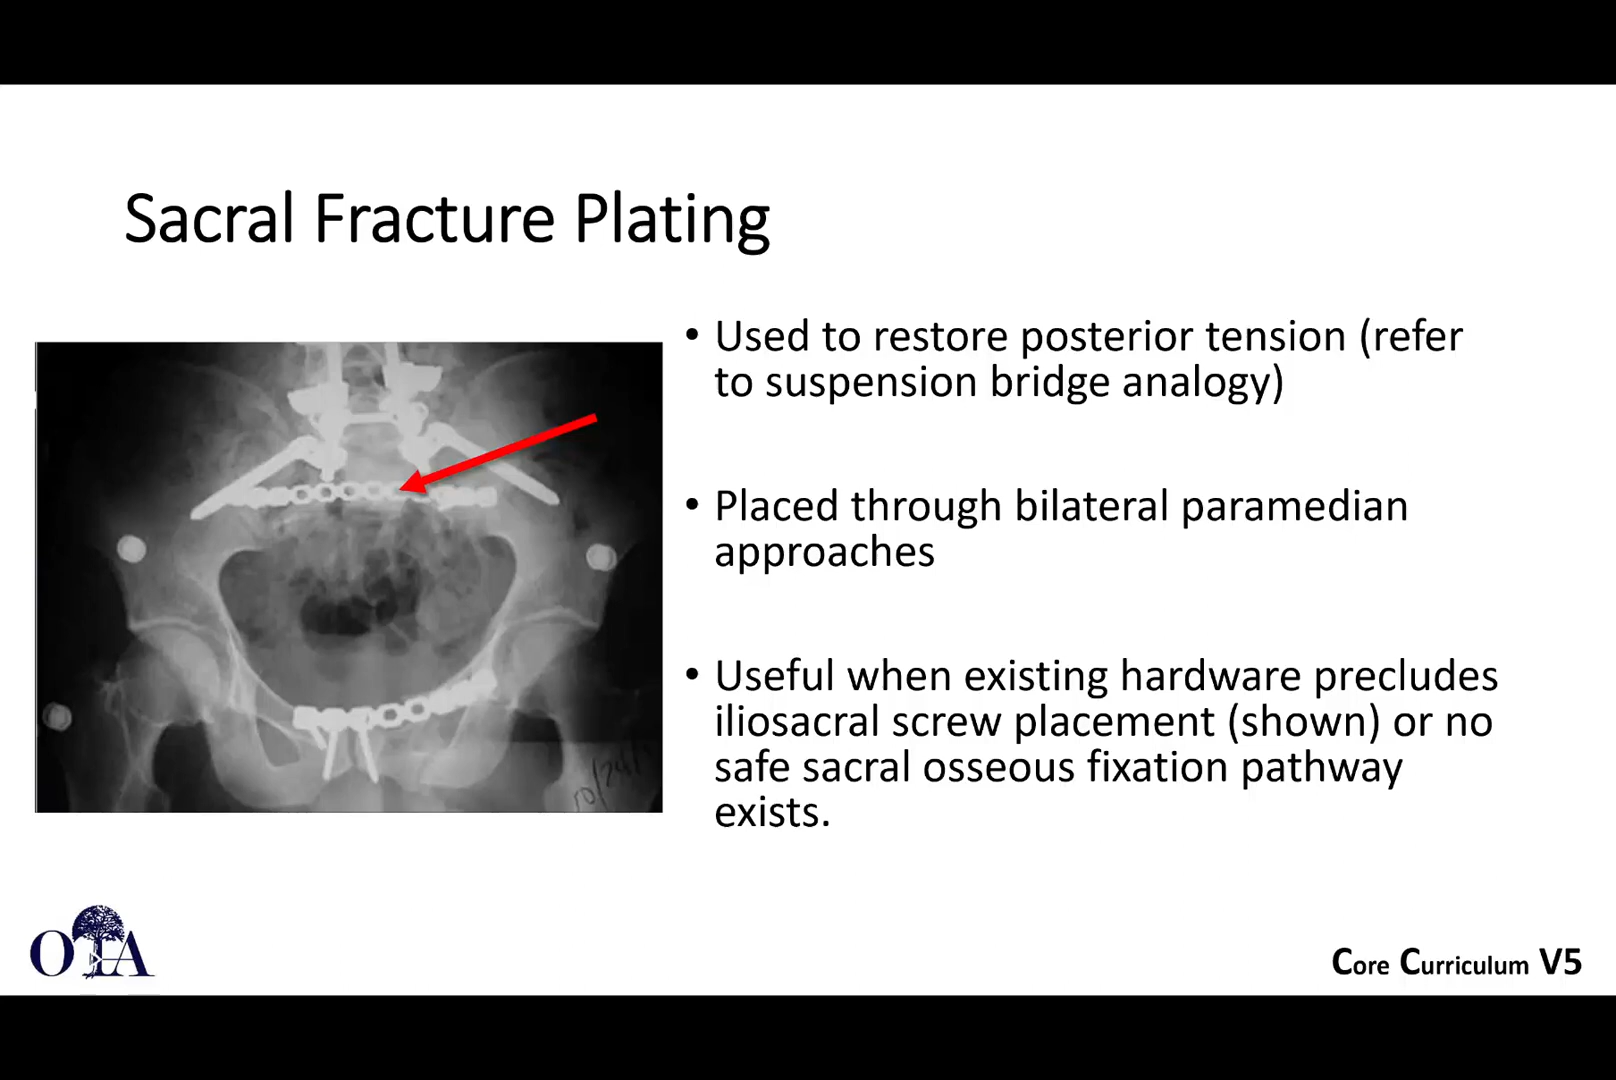 Sacral Fracture Plating
• Used to restore posterior tension (refer
to suspension bridge analogy)
• Placed through bilateral paramedian
approaches
• Useful when existing hardware precludes
iliosacral screw placement (shown) or no
safe sacral osseous fixation pathway
exists.
OTA
Core Curriculum V5